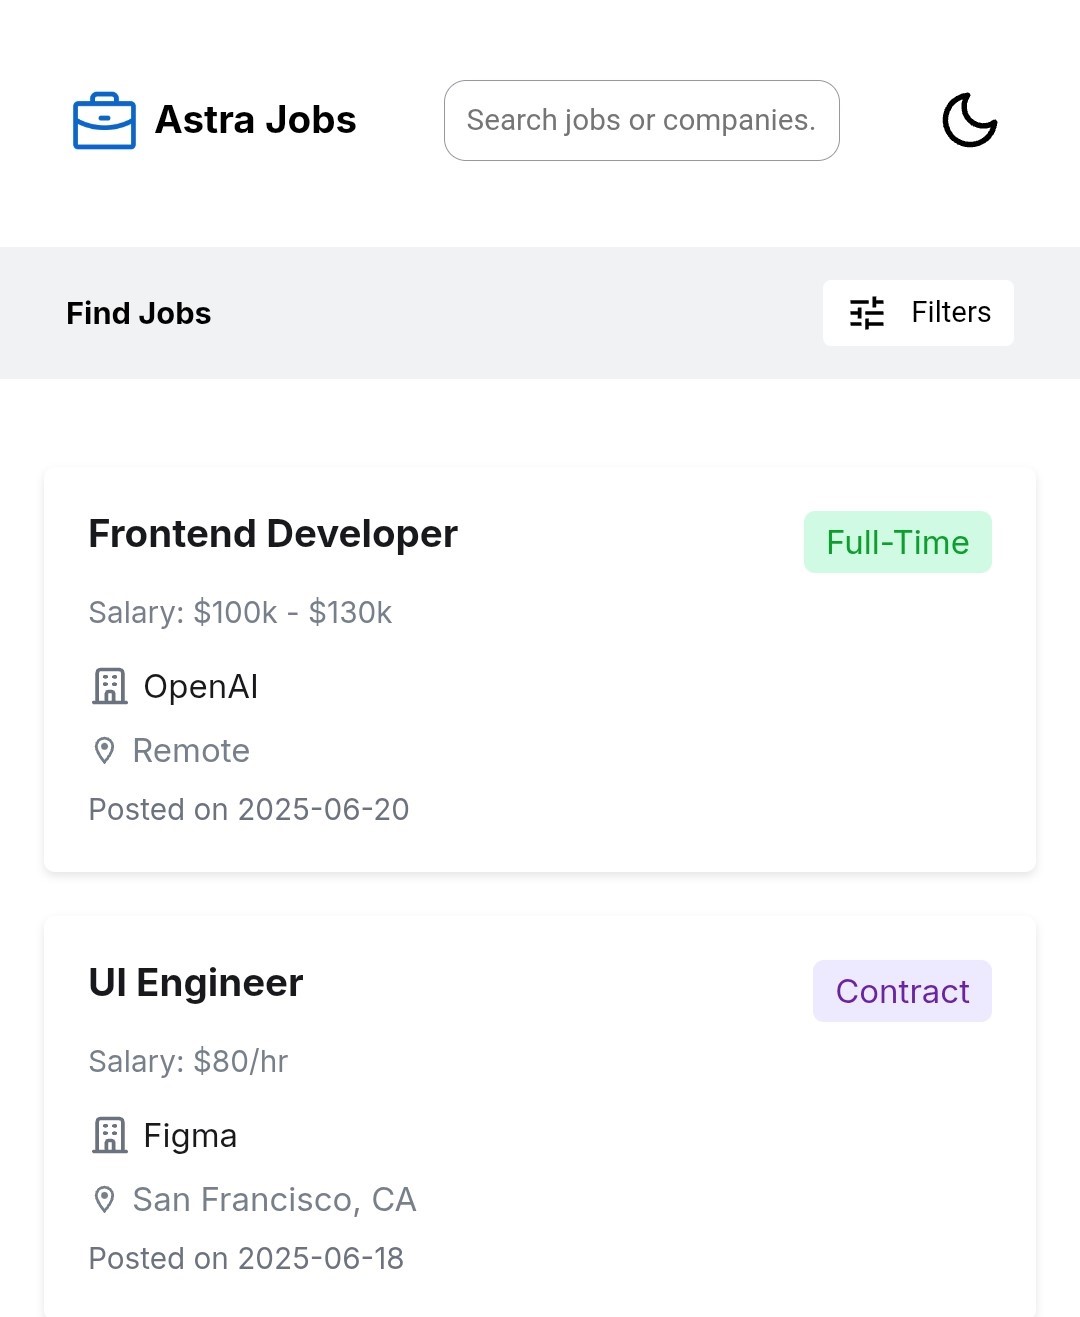 Astra Jobs
Search jobs or companies.
Find Jobs
Filters
Frontend Developer
Full-Time
Salary: $100k - $130k
OpenAI
Remote
Posted on 2025-06-20
UI Engineer
Contract
Salary: $80/hr
Figma
San Francisco, CA
Posted on 2025-06-18